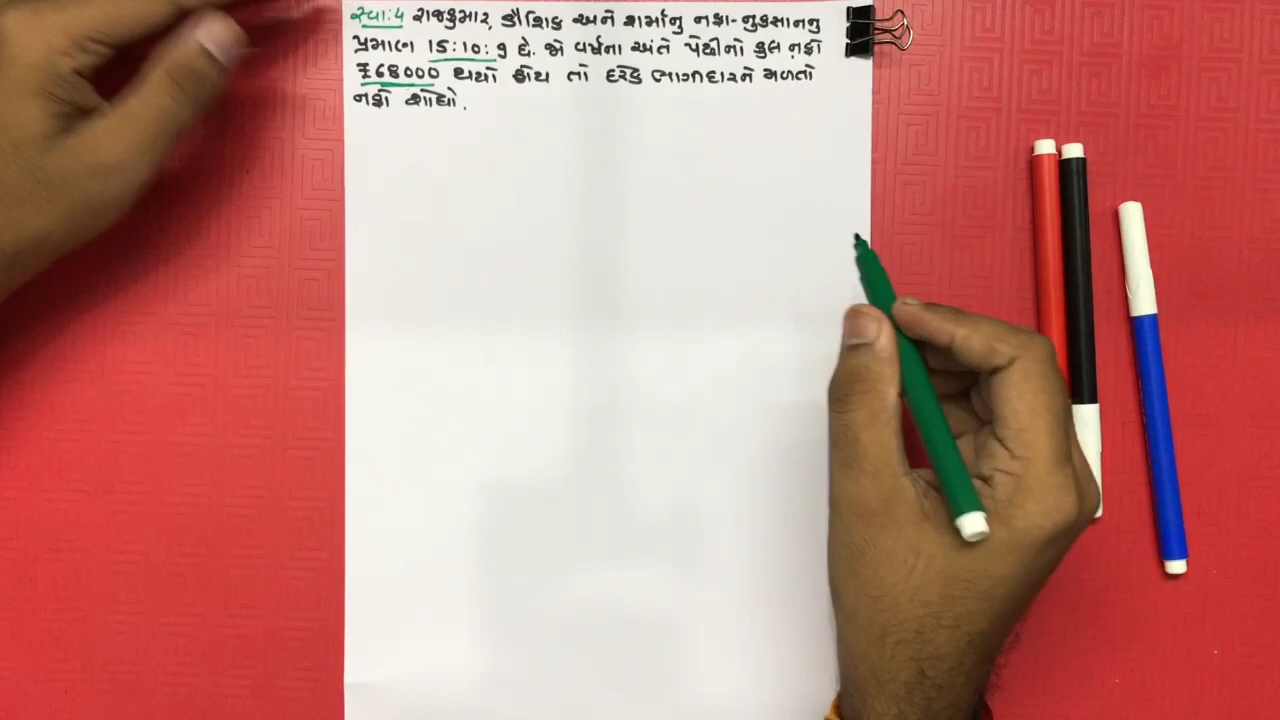 સ્વા:4 રાજકુમાર, કૌશિક અને શર્માનુ નફા-નુકસાનનુ
પ્રમાણ 15:10:9 છે. જો વર્ષના અંતે પેઢીનો કુલ નફો
₹68000 થયો હોય તો દરેક ભાગીદારને મળતો
નફો શોધો.